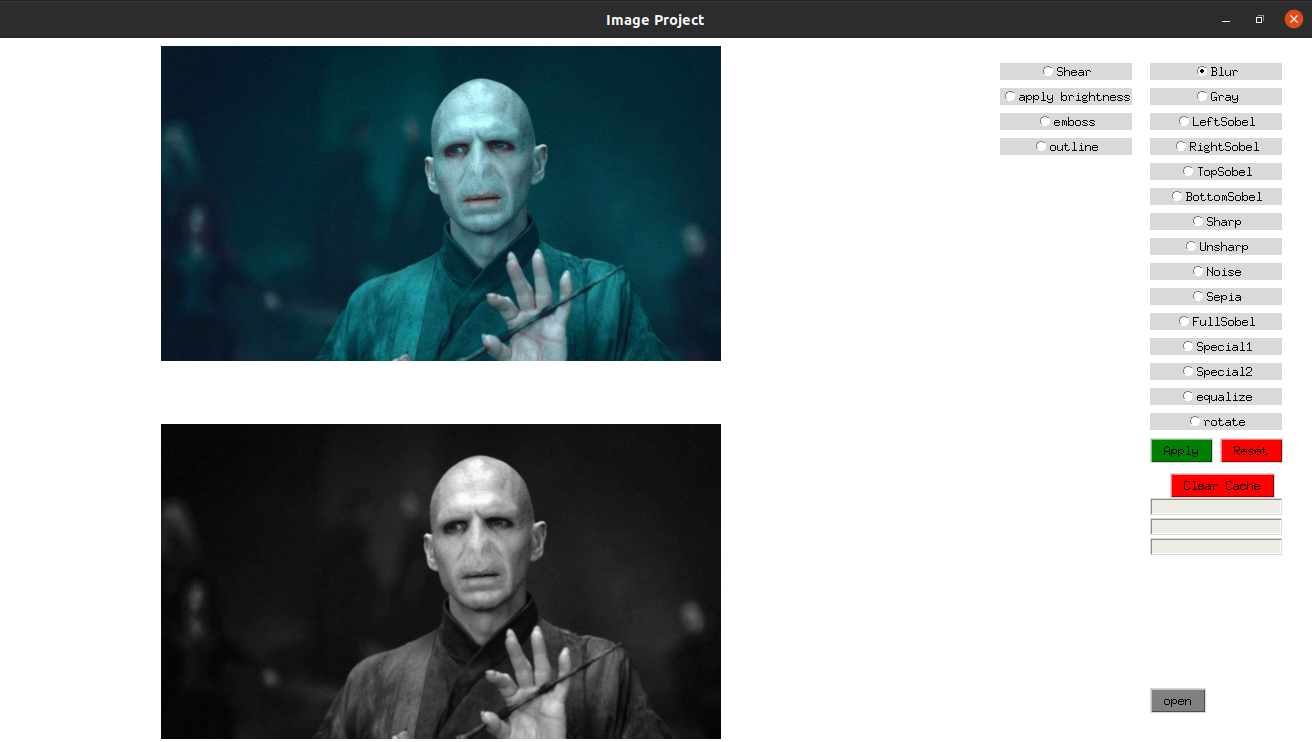 Image Project
Shear
apply brightness
emboss
outline
Blur
Gray
LeftSobel
RightSobel
TopSobel
BottomSobel
Sharp
Unsharp
Noise
Sepia
FullSobel
Special1
Special2
equalize
rotate
Apply Reset
Clear Cache
open